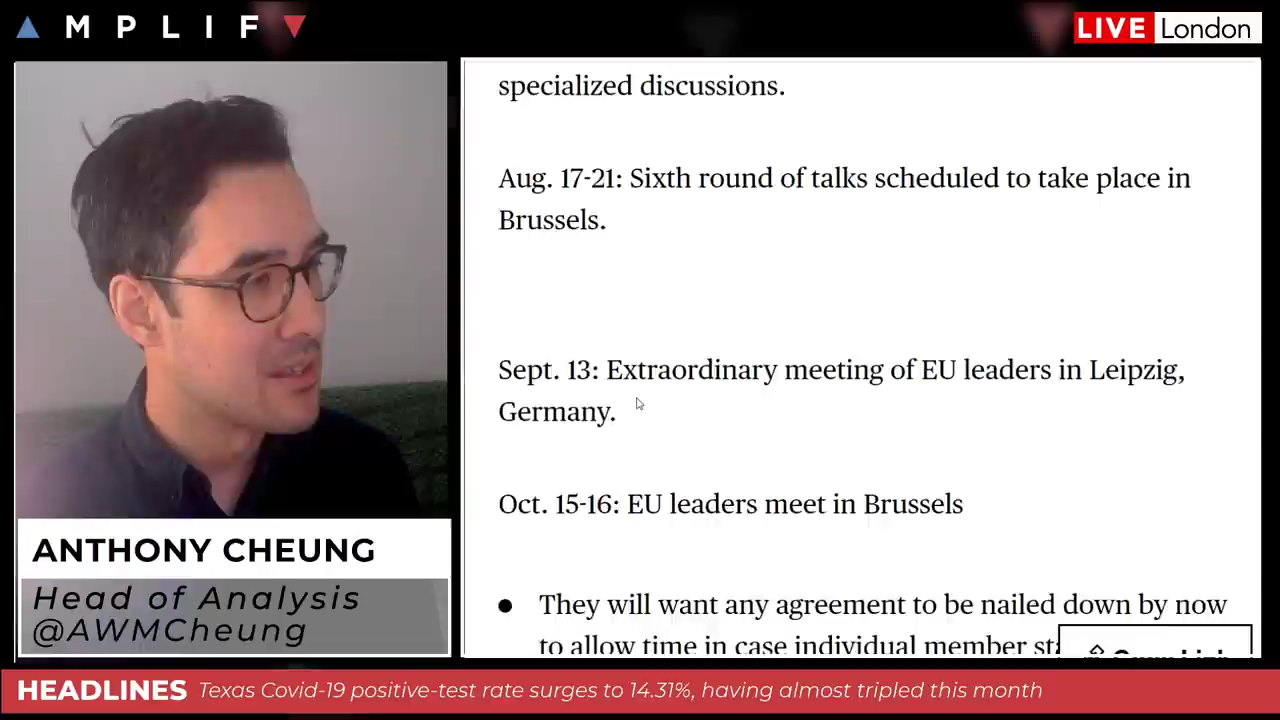 MPLIF
LIVE London
specialized discussions.
Aug. 17-21: Sixth round of talks scheduled to take place in
Brussels.
Sept. 13: Extraordinary meeting of EU leaders in Leipzig,
Germany.
Oct. 15-16: EU leaders meet in Brussels
● They will want any agreement to be nailed down by now
to allow time in case individual member
ANTHONY CHEUNG
Head of Analysis
@AWMCheung
HEADLINES Texas Covid-19 positive-test rate surges to 14.31%, having almost tripled this month